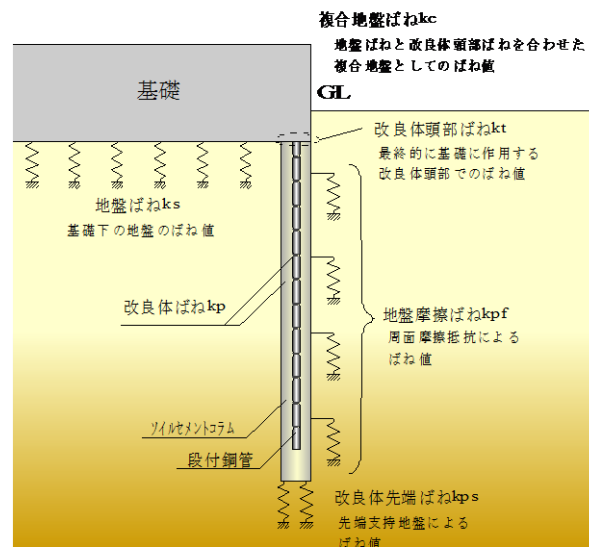 複合地盤ばねkc
地盤ばねと改良体頭部ばねを合わせた
複合地盤としてのばね値
基礎
GL
改良体頭部ばねkt
最終的に基礎に作用する
改良体頭部でのばね値
地盤ばねks
基礎下の地盤のばね値
改良体ばねkp
地盤摩擦ばねkpf
周面摩擦抵抗による
ばね値
ソイルセメントコラム
段付鋼管
改良体先端ばねkps
先端支持地盤による
ばね値